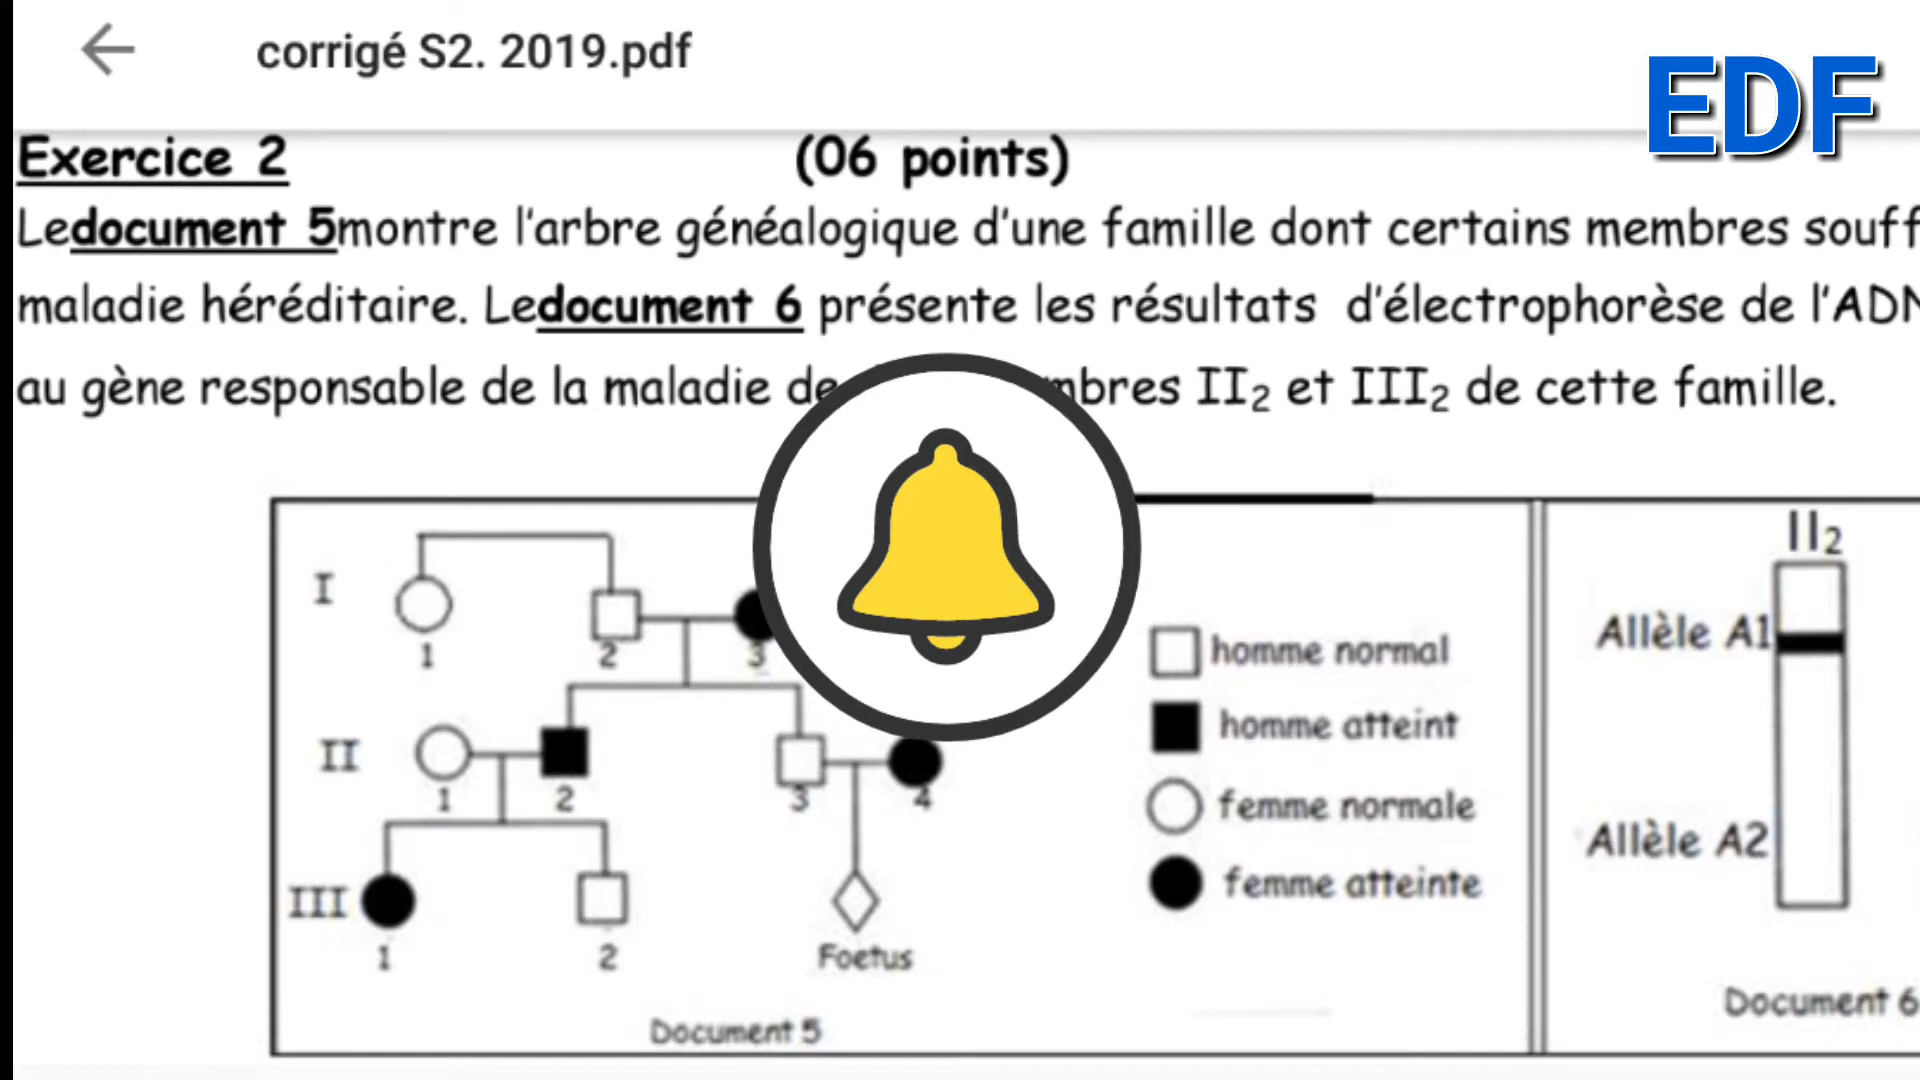 corrigé S2. 2019.pdf
EDF
Exercice 2 (06 points)
Ledocument 5montre l'arbre généalogique d'une famille dont certains membres souff
maladie héréditaire. Ledocument 6 présente les résultats d'électrophorèse de l'ADN
au gène responsable de la maladie de mbres II2 et III2 de cette famille.
I
1
2
3
II
1
2
3
4
III
1
2
Foetus
homme normal
homme atteint
femme normale
femme atteinte
Document 5
II2
Allèle A1
Allèle A2
Document 6